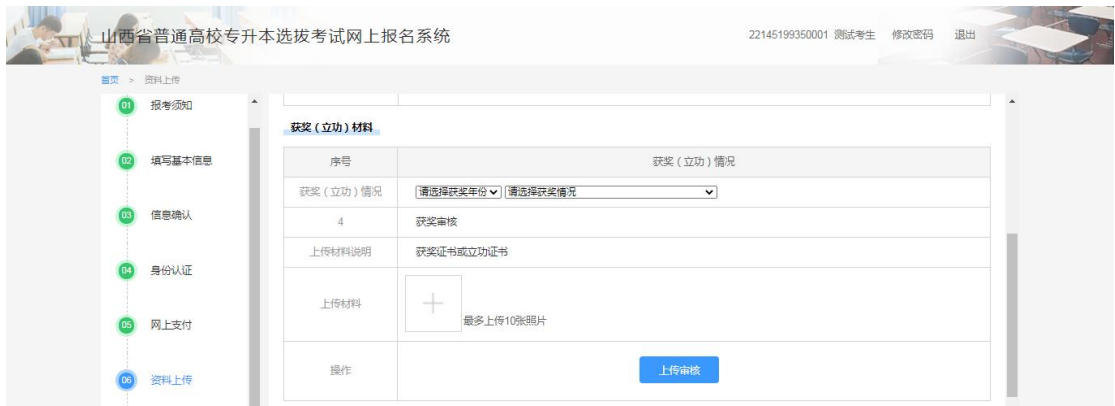 山西省普通高校专升本选拔考试网上报名系统
22145199350001 测试考生 修改密码 退出
首页 > 资料上传
01 报考须知
02 填写基本信息
03 信息确认
04 身份认证
05 网上支付
06 资料上传
获奖（立功）材料
序号 获奖（立功）情况
获奖（立功）情况 请选择获奖年份 请选择获奖情况
4 获奖审核
上传材料说明 获奖证书或立功证书
上传材料 最多上传10张照片
操作 上传审核